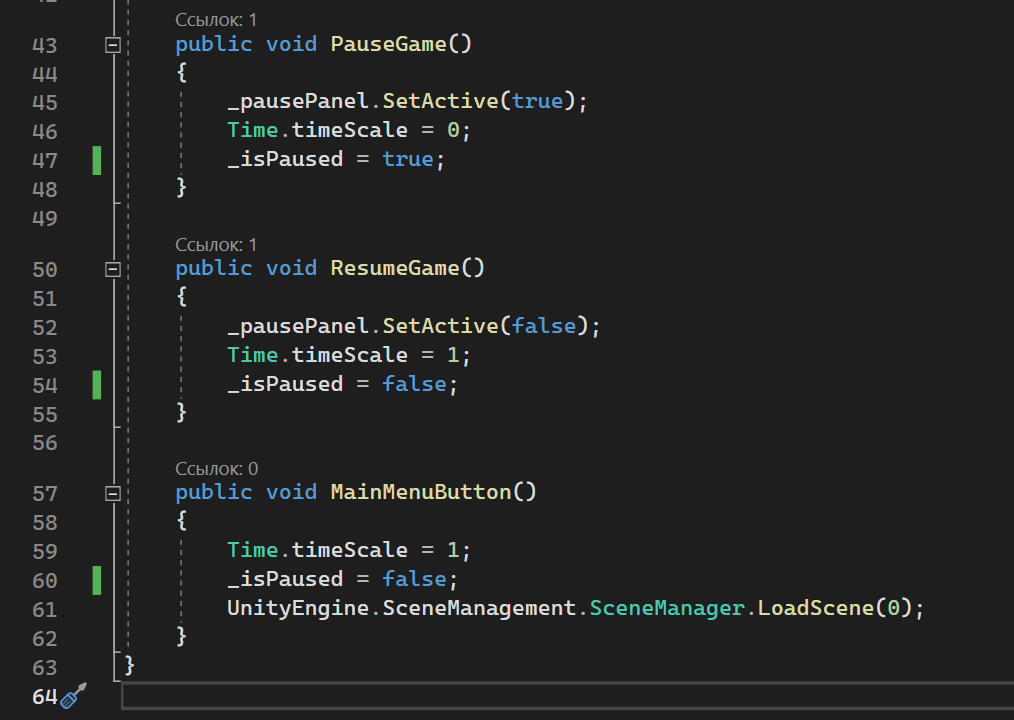 Ссылок: 1
43 public void PauseGame()
44 {
45 _pausePanel.SetActive(true);
46 Time.timeScale = 0;
47 _isPaused = true;
48 }
49
Ссылок: 1
50 public void ResumeGame()
51 {
52 _pausePanel.SetActive(false);
53 Time.timeScale = 1;
54 _isPaused = false;
55 }
56
Ссылок: 0
57 public void MainMenuButton()
58 {
59 Time.timeScale = 1;
60 _isPaused = false;
61 UnityEngine.SceneManagement.SceneManager.LoadScene(0);
62 }
63 }
64